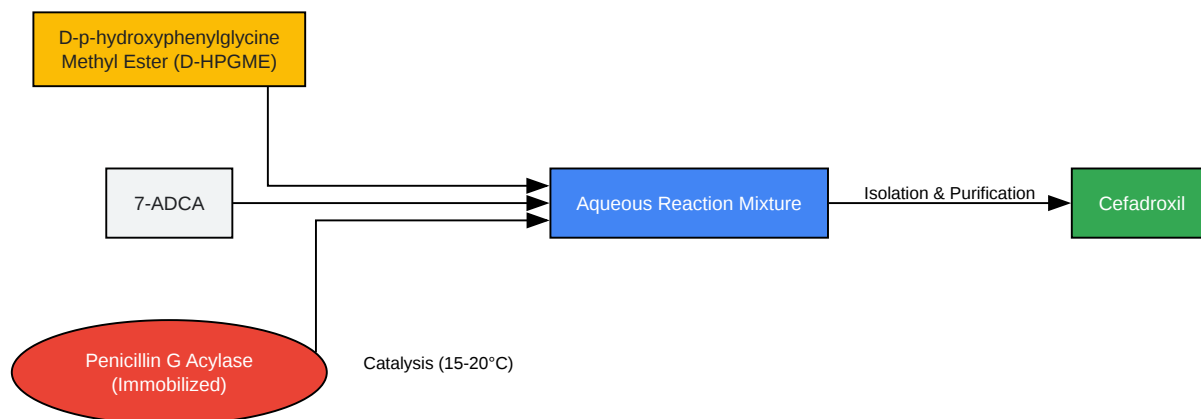 D-p-hydroxyphenylglycine
Methyl Ester (D-HPGME)
7-ADCA
Aqueous Reaction Mixture
Isolation & Purification
Cefadroxil
Penicillin G Acylase
(Immobilized)
Catalysis (15-20°C)